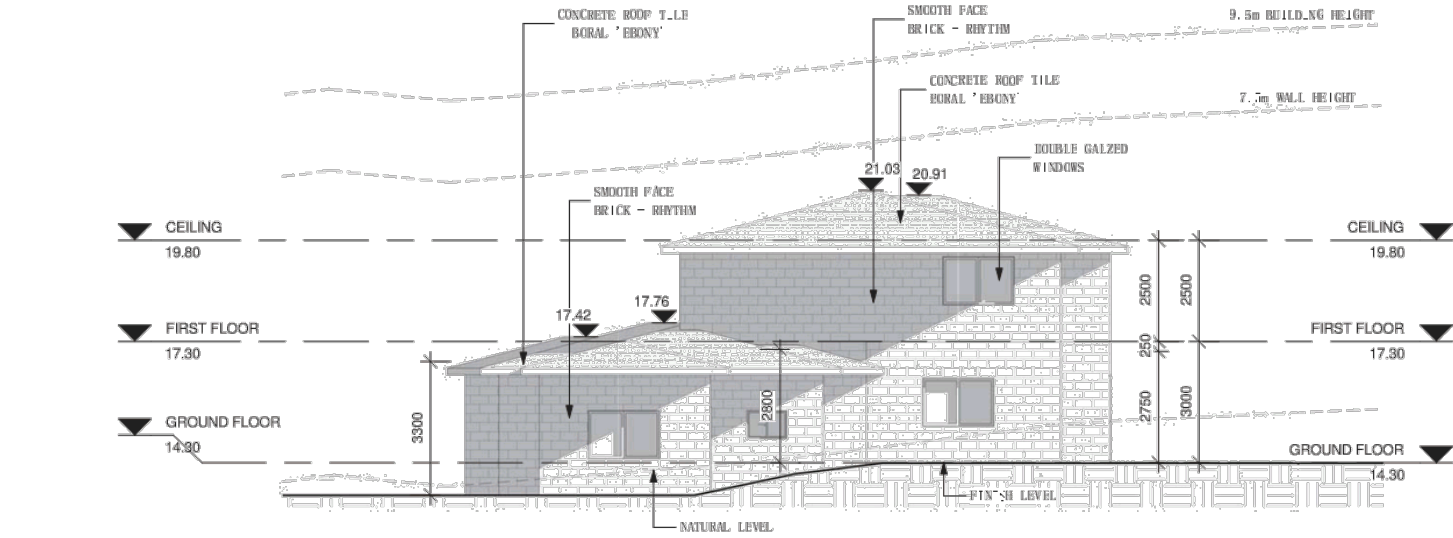 CONCRETE ROOF TILE
BORAL 'EBONY'
SMOOTH FACE
BRICK - RHYTHM
9.5m BUILDING HEIGHT
CONCRETE ROOF TILE
BORAL 'EBONY'
WALL HEIGHT
DOUBLE GALZED
WINDOWS
21.03
20.91
SMOOTH FACE
BRICK - RHYTHM
CEILING
19.80
CEILING
19.80
17.76
17.42
2500
2500
FIRST FLOOR
17.30
FIRST FLOOR
17.30
250
3300
2800
2750
3000
GROUND FLOOR
14.30
GROUND FLOOR
14.30
FINISH LEVEL
NATURAL LEVEL